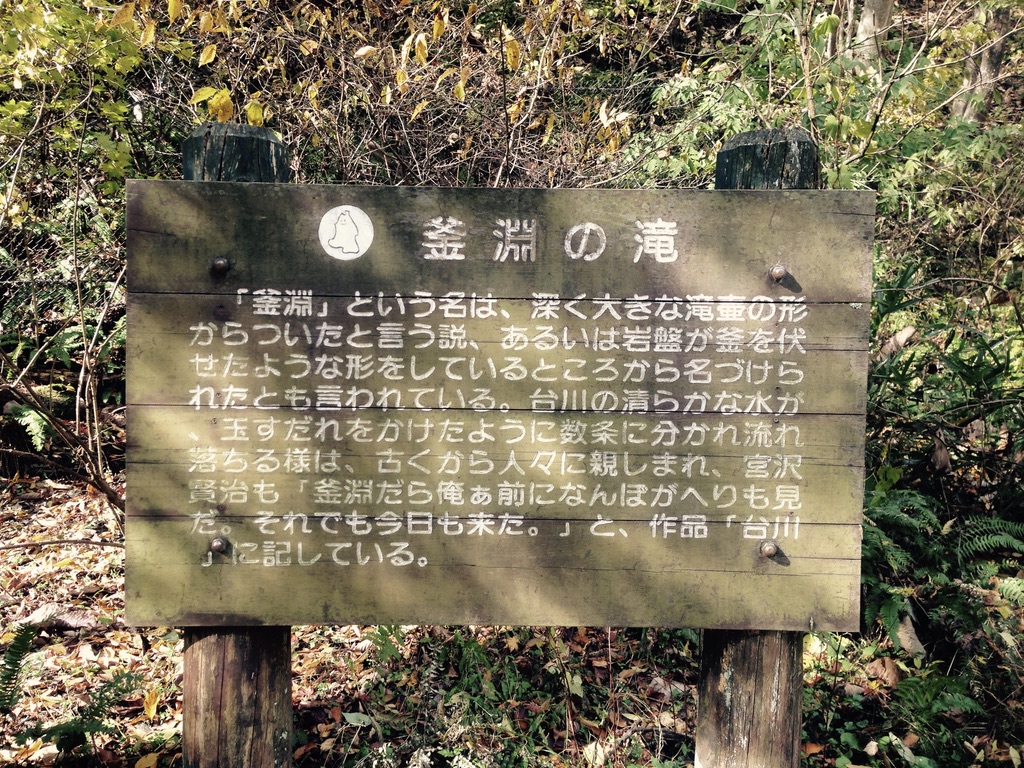 釜淵の滝
「釜淵」という名は、深く大きな滝壷の形
がらついたと言う説、あるいは岩盤が釜を伏
せたような形をしているところから名づけら
れたとも言われている。台川の清らかな水が
、玉すだれをかけたように数条に分かれ流れ
落ちる様は、古くから人々に親しまれ、宮沢
賢治も「釜淵だら俺ぁ前になんぼがへりも見
だ。それでも今日も来た。」と、作品「台川
」に記している。